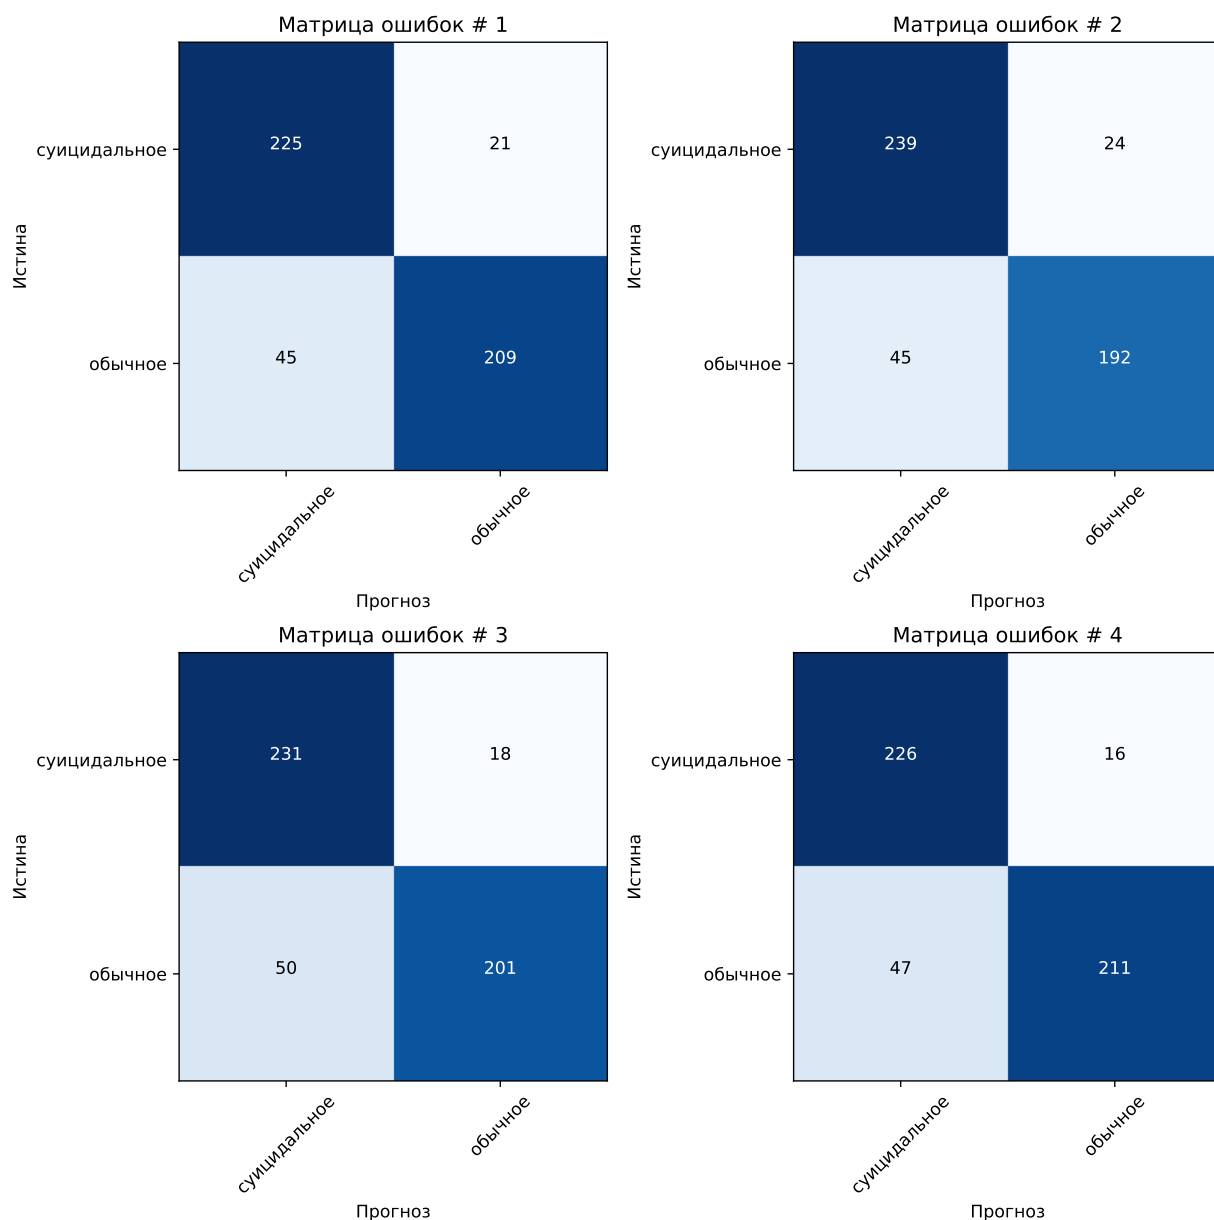 Матрица ошибок # 1
суицидальное
225
21
обычное
45
209
Истина
суицидальное
обычное
Прогноз
Матрица ошибок # 2
суицидальное
239
24
обычное
45
192
Истина
суицидальное
обычное
Прогноз
Матрица ошибок # 3
суицидальное
231
18
обычное
50
201
Истина
суицидальное
обычное
Прогноз
Матрица ошибок # 4
суицидальное
226
16
обычное
47
211
Истина
суицидальное
обычное
Прогноз